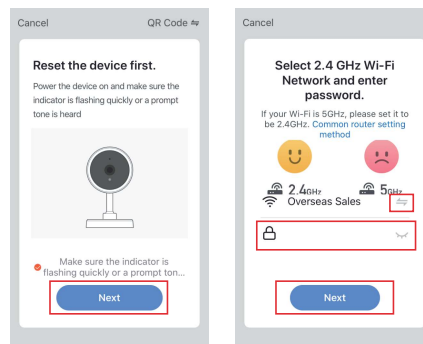 Cancel
QR Code ⇋
Reset the device first.
Power the device on and make sure the
indicator is flashing quickly or a prompt
tone is heard
Make sure the indicator is
flashing quickly or a prompt ton...
Next
Cancel
Select 2.4 GHz Wi-Fi
Network and enter
password.
If your Wi-Fi is 5GHz, please set it to
be 2.4GHz. Common router setting
method
2.4GHz
5GHz
Overseas Sales
Next